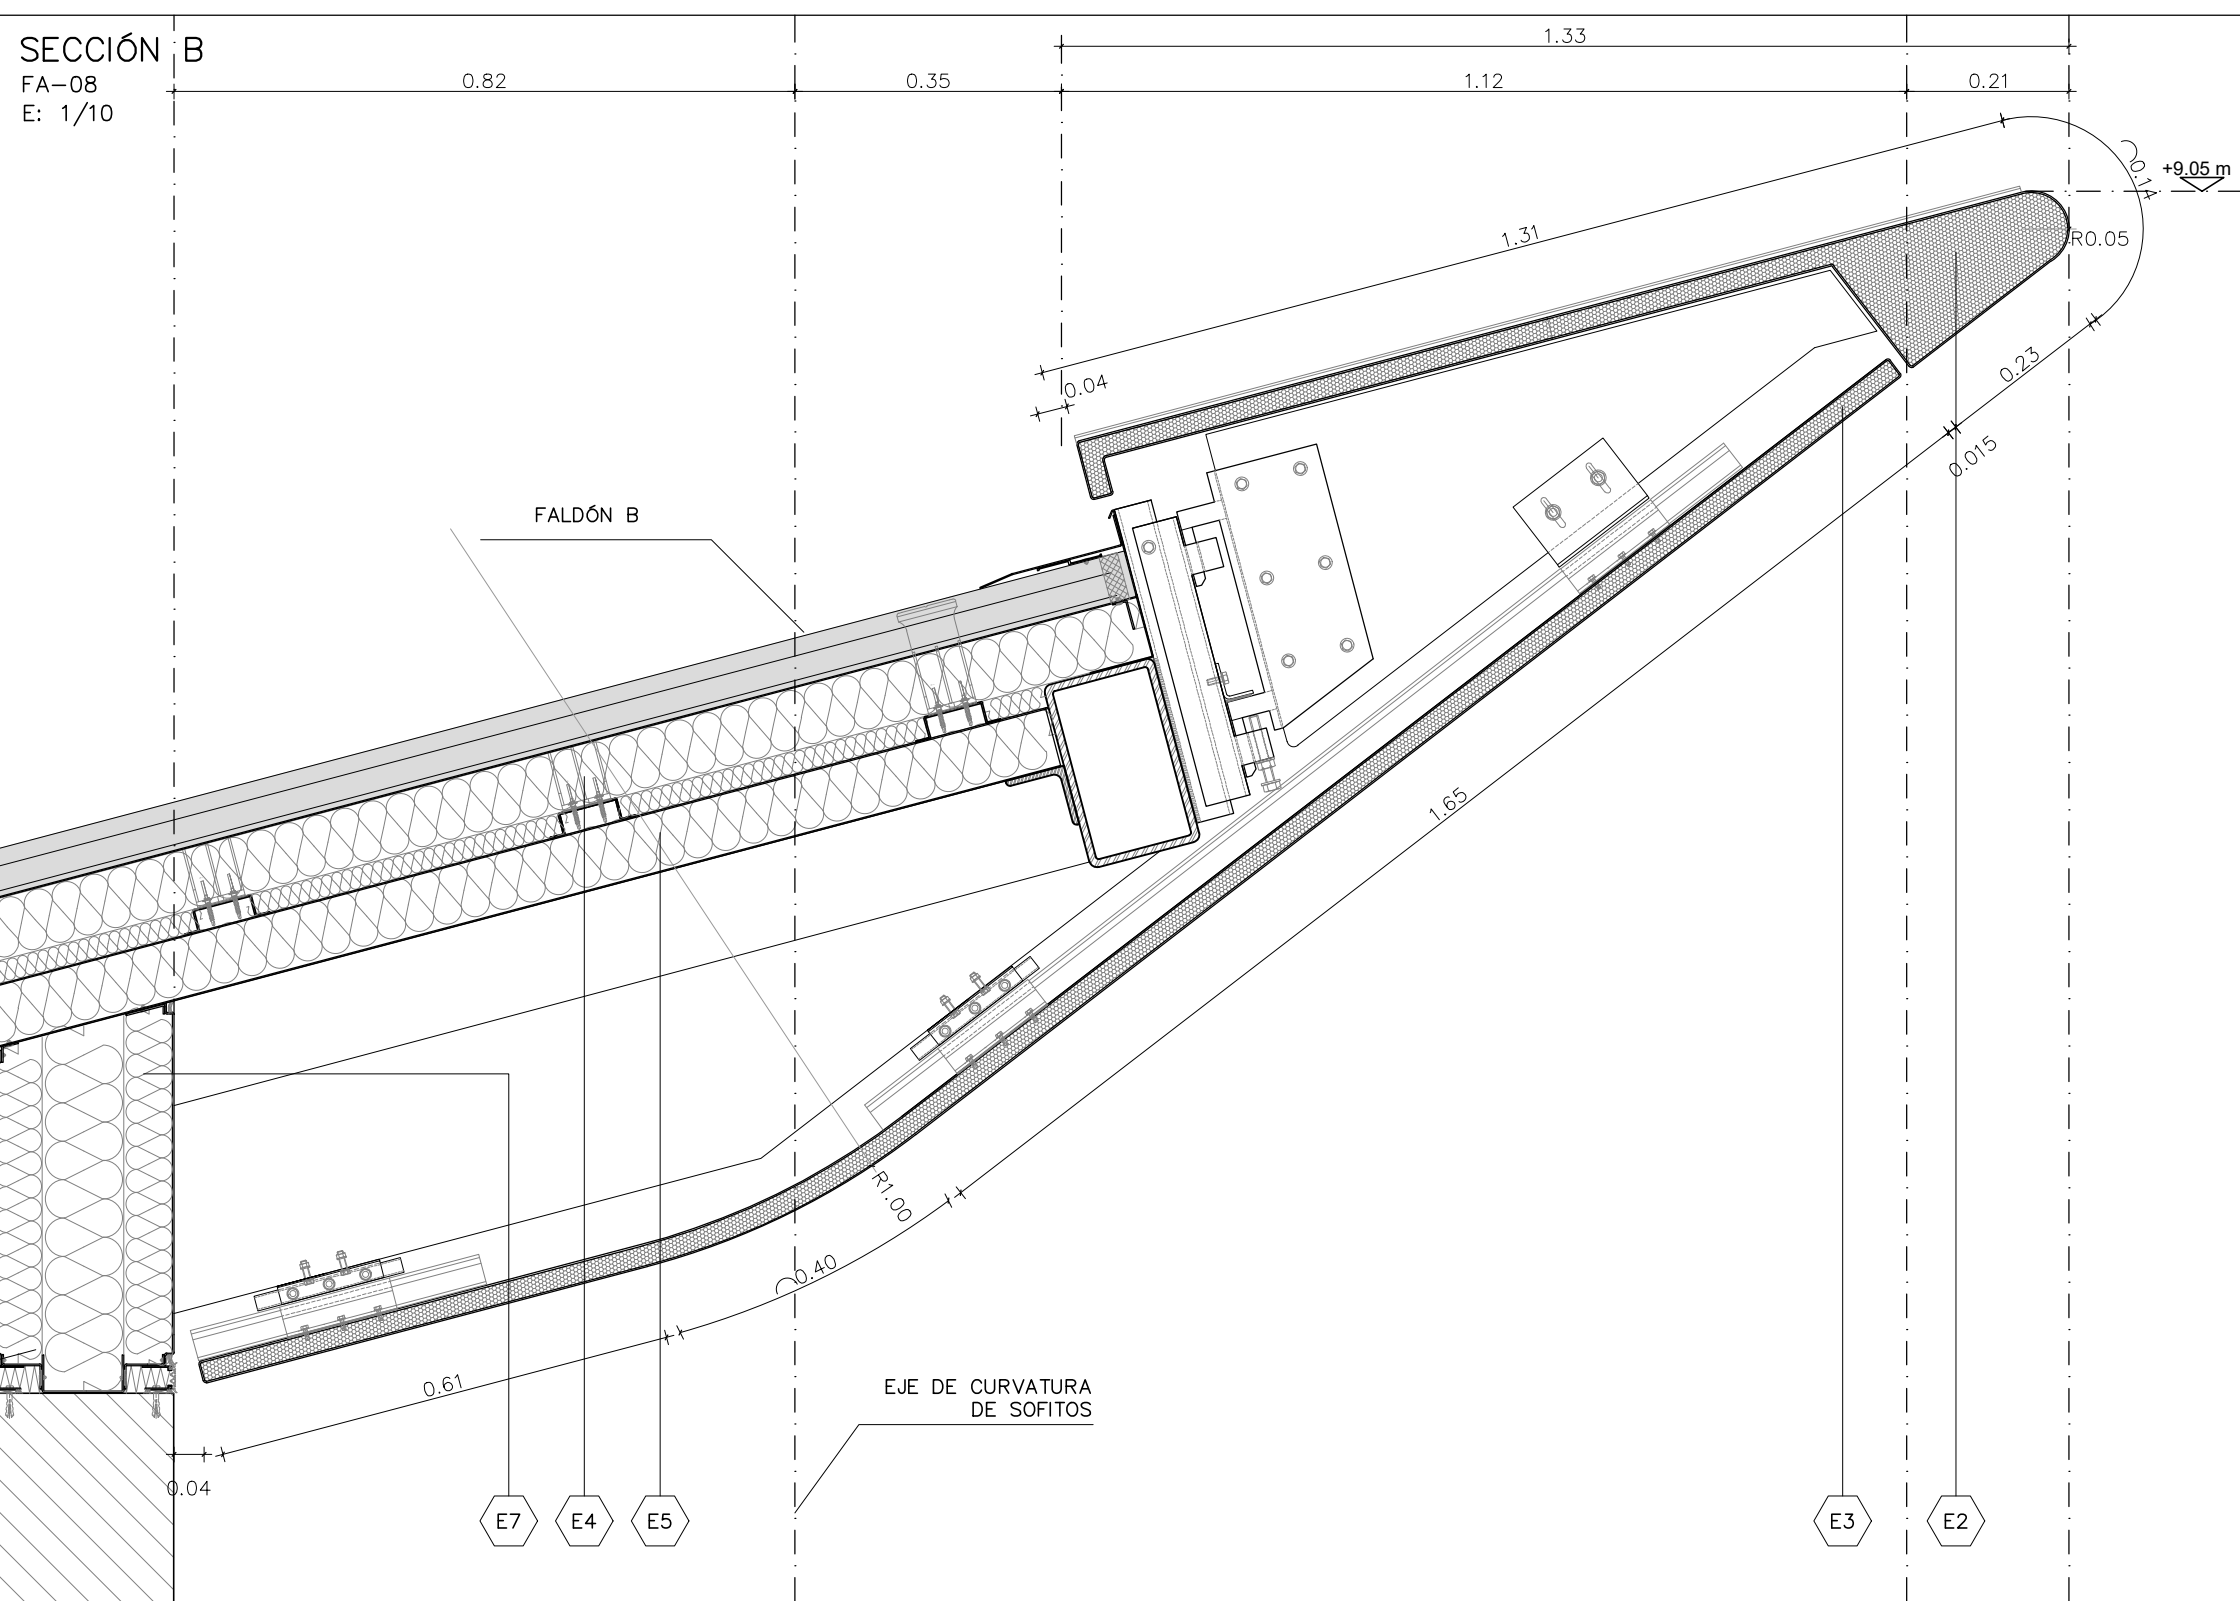 SECCIÓN B
FA-08
E: 1/10
1.33
0.82
0.35
1.12
0.21
0.14
+9.05 m
R0.05
1.31
0.04
0.23
0.015
FALDÓN B
1.65
R1.00
0.40
0.61
0.04
EJE DE CURVATURA
DE SOFITOS
E7
E4
E5
E3
E2